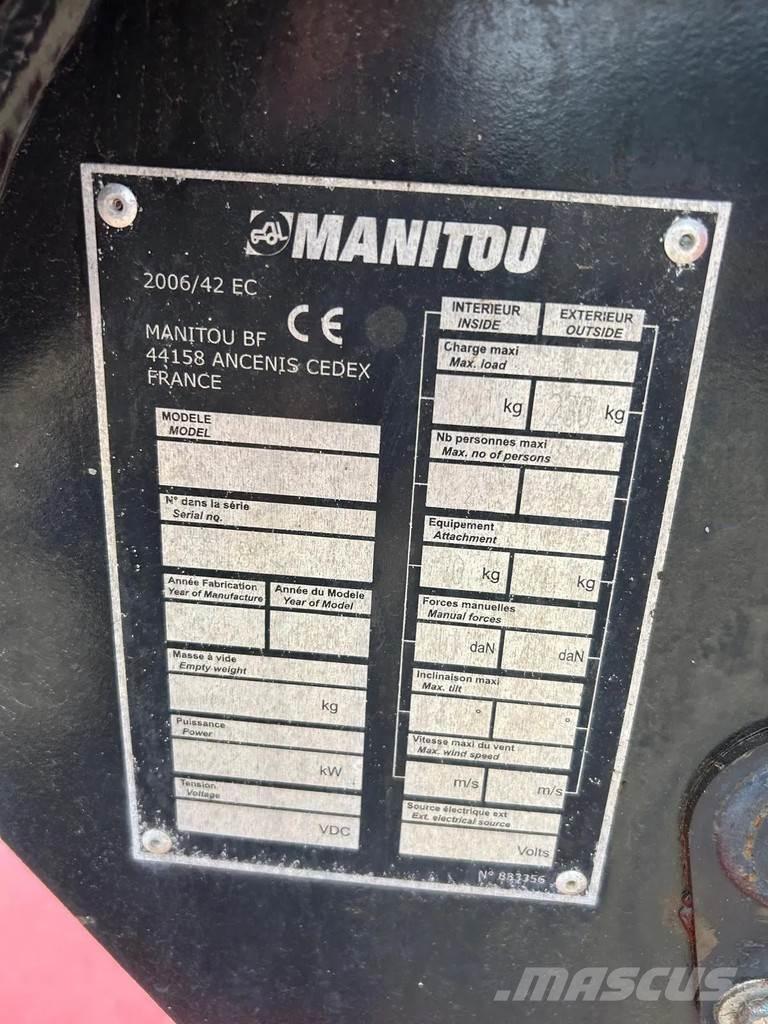 MANITOU
2006/42 EC
CE
MANITOU BF
44158 ANCENIS CEDEX
FRANCE
MODELE
MODEL
N° dans la série
Serial no.
Année Fabrication
Year of Manufacture
Année du Modele
Year of Model
Masse à vide
Empty weight
kg
Puissance
Power
kW
Tension
Voltage
VDC
INTERIEUR
INSIDE
EXTERIEUR
OUTSIDE
Charge maxi
Max. load
kg
kg
Nb personnes maxi
Max. no of persons
Equipement
Attachment
kg
kg
Forces manuelles
Manual forces
daN
daN
Inclinaison maxi
Max. tilt
°
°
Vitesse maxi du vent
Max. wind speed
m/s
m/s
Source électrique ext
Ext. electrical source
Volts
N° 883356
MASCUS